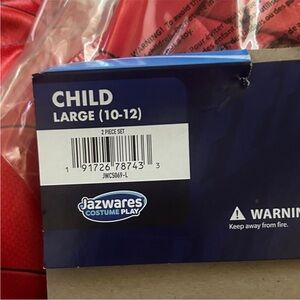 WARNING!
CHILD
LARGE (10-12)
2 PIECE SET
1 91726 78743 3
JWC5069-L
Jazwares
COSTUME PLAY
WARNIN
Keep away from fire.